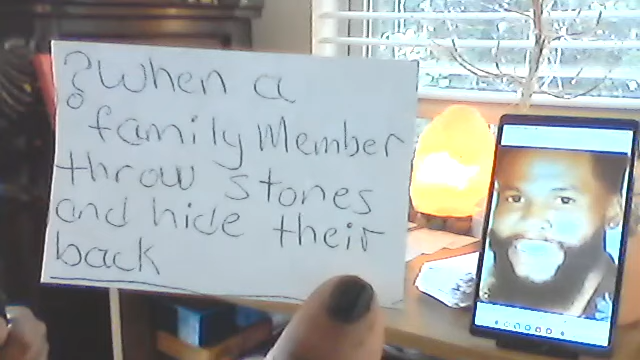 ? When a
family Member
throw stones
and hide their
back